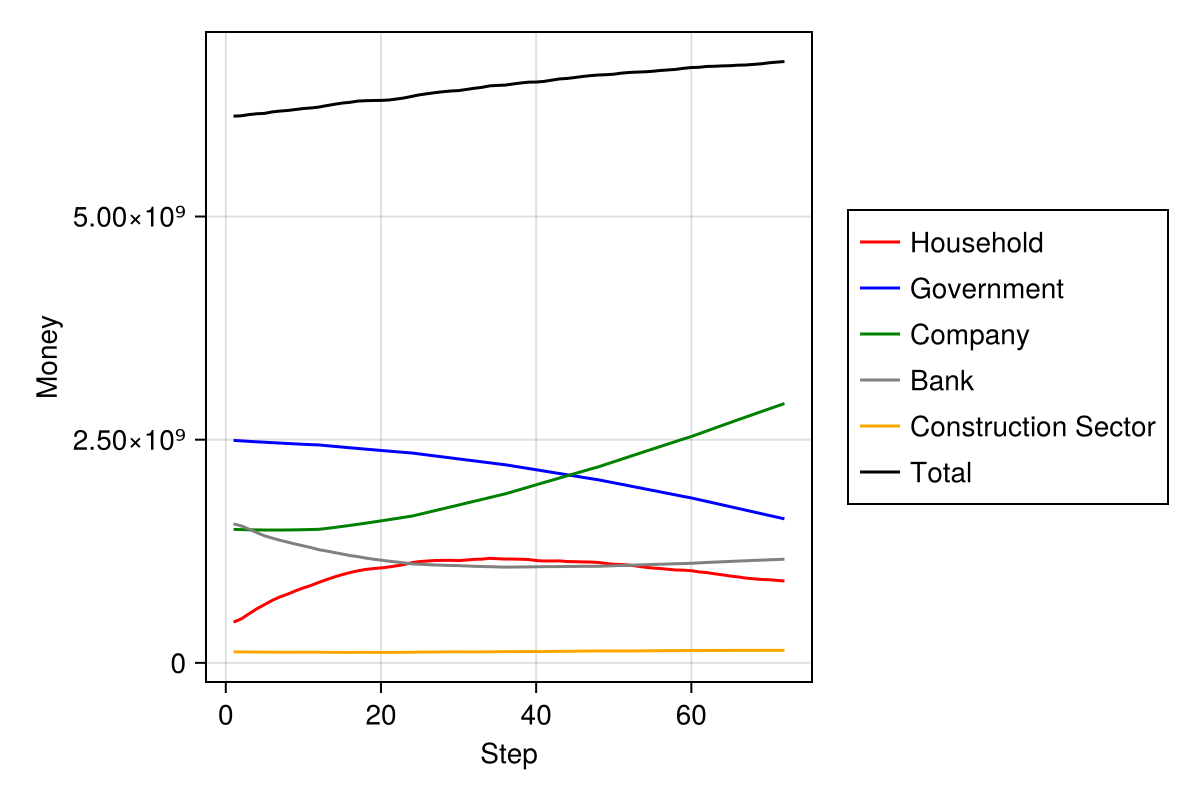 5.00×10⁹
2.50×10⁹
0
Money
0 20 40 60
Step
Household
Government
Company
Bank
Construction Sector
Total